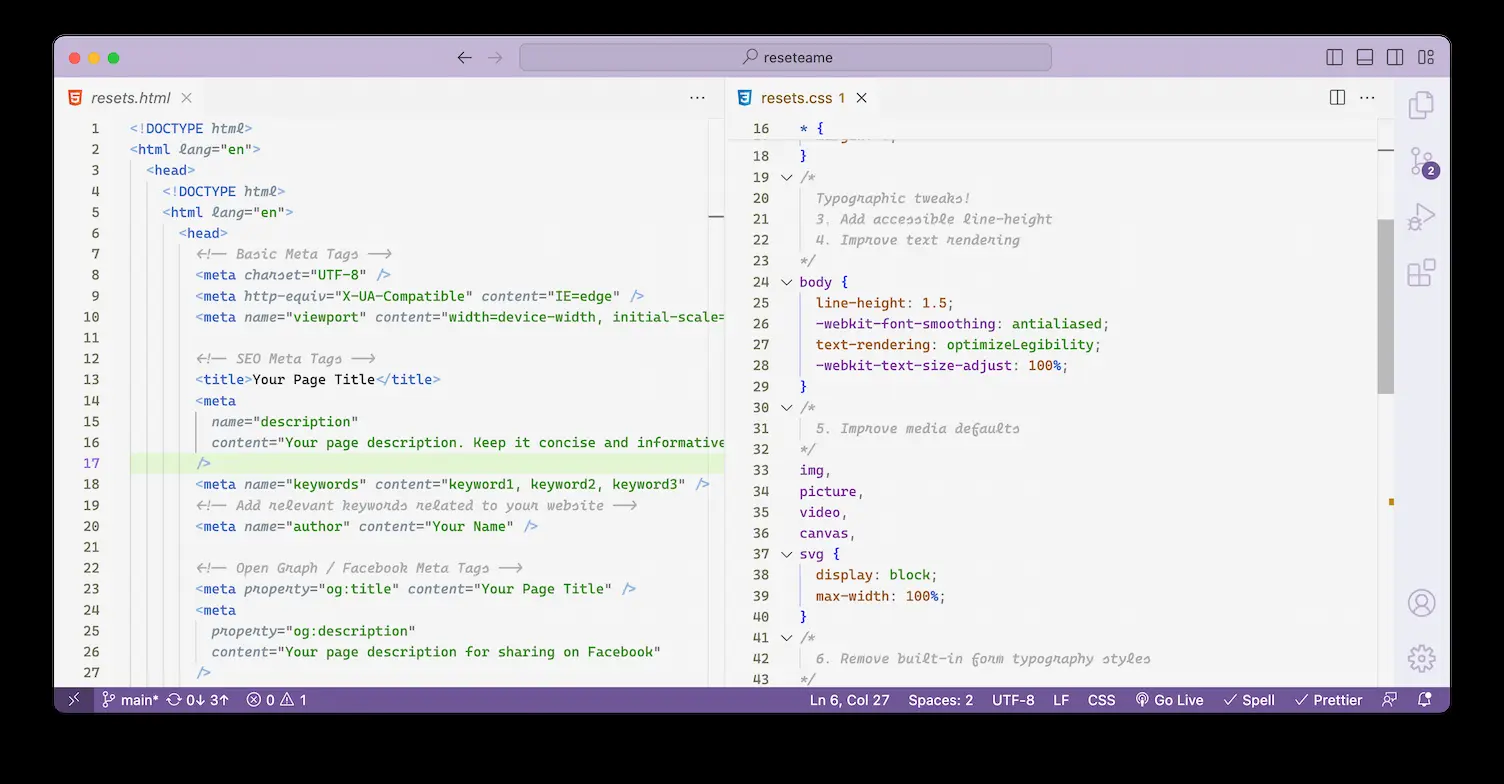 reseteame
resets.html
1 <!DOCTYPE html>
2 <html lang="en">
3 <head>
4 <!DOCTYPE html>
5 <html lang="en">
6 <head>
7 <!-- Basic Meta Tags -->
8 <meta charset="UTF-8" />
9 <meta http-equiv="X-UA-Compatible" content="IE=edge" />
10 <meta name="viewport" content="width=device-width, initial-scale=
11
12 <!-- SEO Meta Tags -->
13 <title>Your Page Title</title>
14 <meta
15 name="description"
16 content="Your page description. Keep it concise and informative
17 />
18 <meta name="keywords" content="keyword1, keyword2, keyword3" />
19 <!-- Add relevant keywords related to your website -->
20 <meta name="author" content="Your Name" />
21
22 <!-- Open Graph / Facebook Meta Tags -->
23 <meta property="og:title" content="Your Page Title" />
24 <meta
25 property="og:description"
26 content="Your page description for sharing on Facebook"
27 />
resets.css 1
16 * {
18 }
19 /*
20 Typographic tweaks!
21 3. Add accessible line-height
22 4. Improve text rendering
23 */
24 body {
25 line-height: 1.5;
26 -webkit-font-smoothing: antialiased;
27 text-rendering: optimizeLegibility;
28 -webkit-text-size-adjust: 100%;
29 }
30 /*
31 5. Improve media defaults
32 */
33 img,
34 picture,
35 video,
36 canvas,
37 svg {
38 display: block;
39 max-width: 100%;
40 }
41 /*
42 6. Remove built-in form typography styles
43 */
2
main* 0↓ 3↑ 0 1 Ln 6, Col 27 Spaces: 2 UTF-8 LF CSS Go Live Spell Prettier